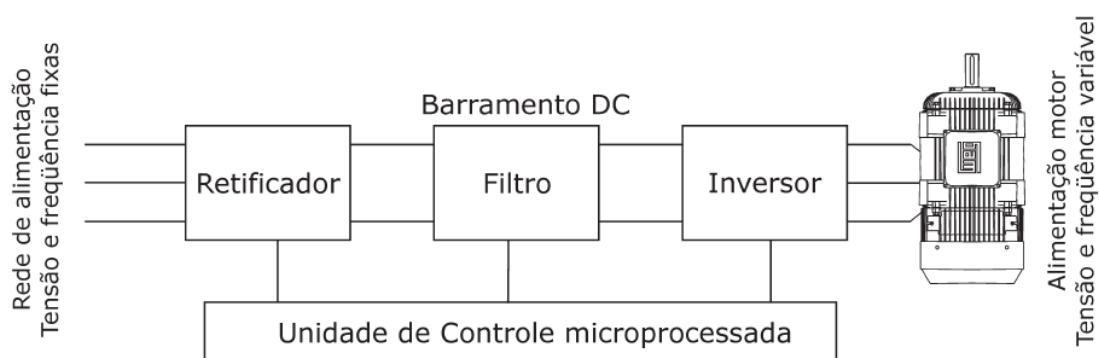 Rede de alimentação
Tensão e freqüência fixas
Barramento DC
Retificador
Filtro
Inversor
Unidade de Controle microprocessada
Alimentação motor
Tensão e freqüência variável